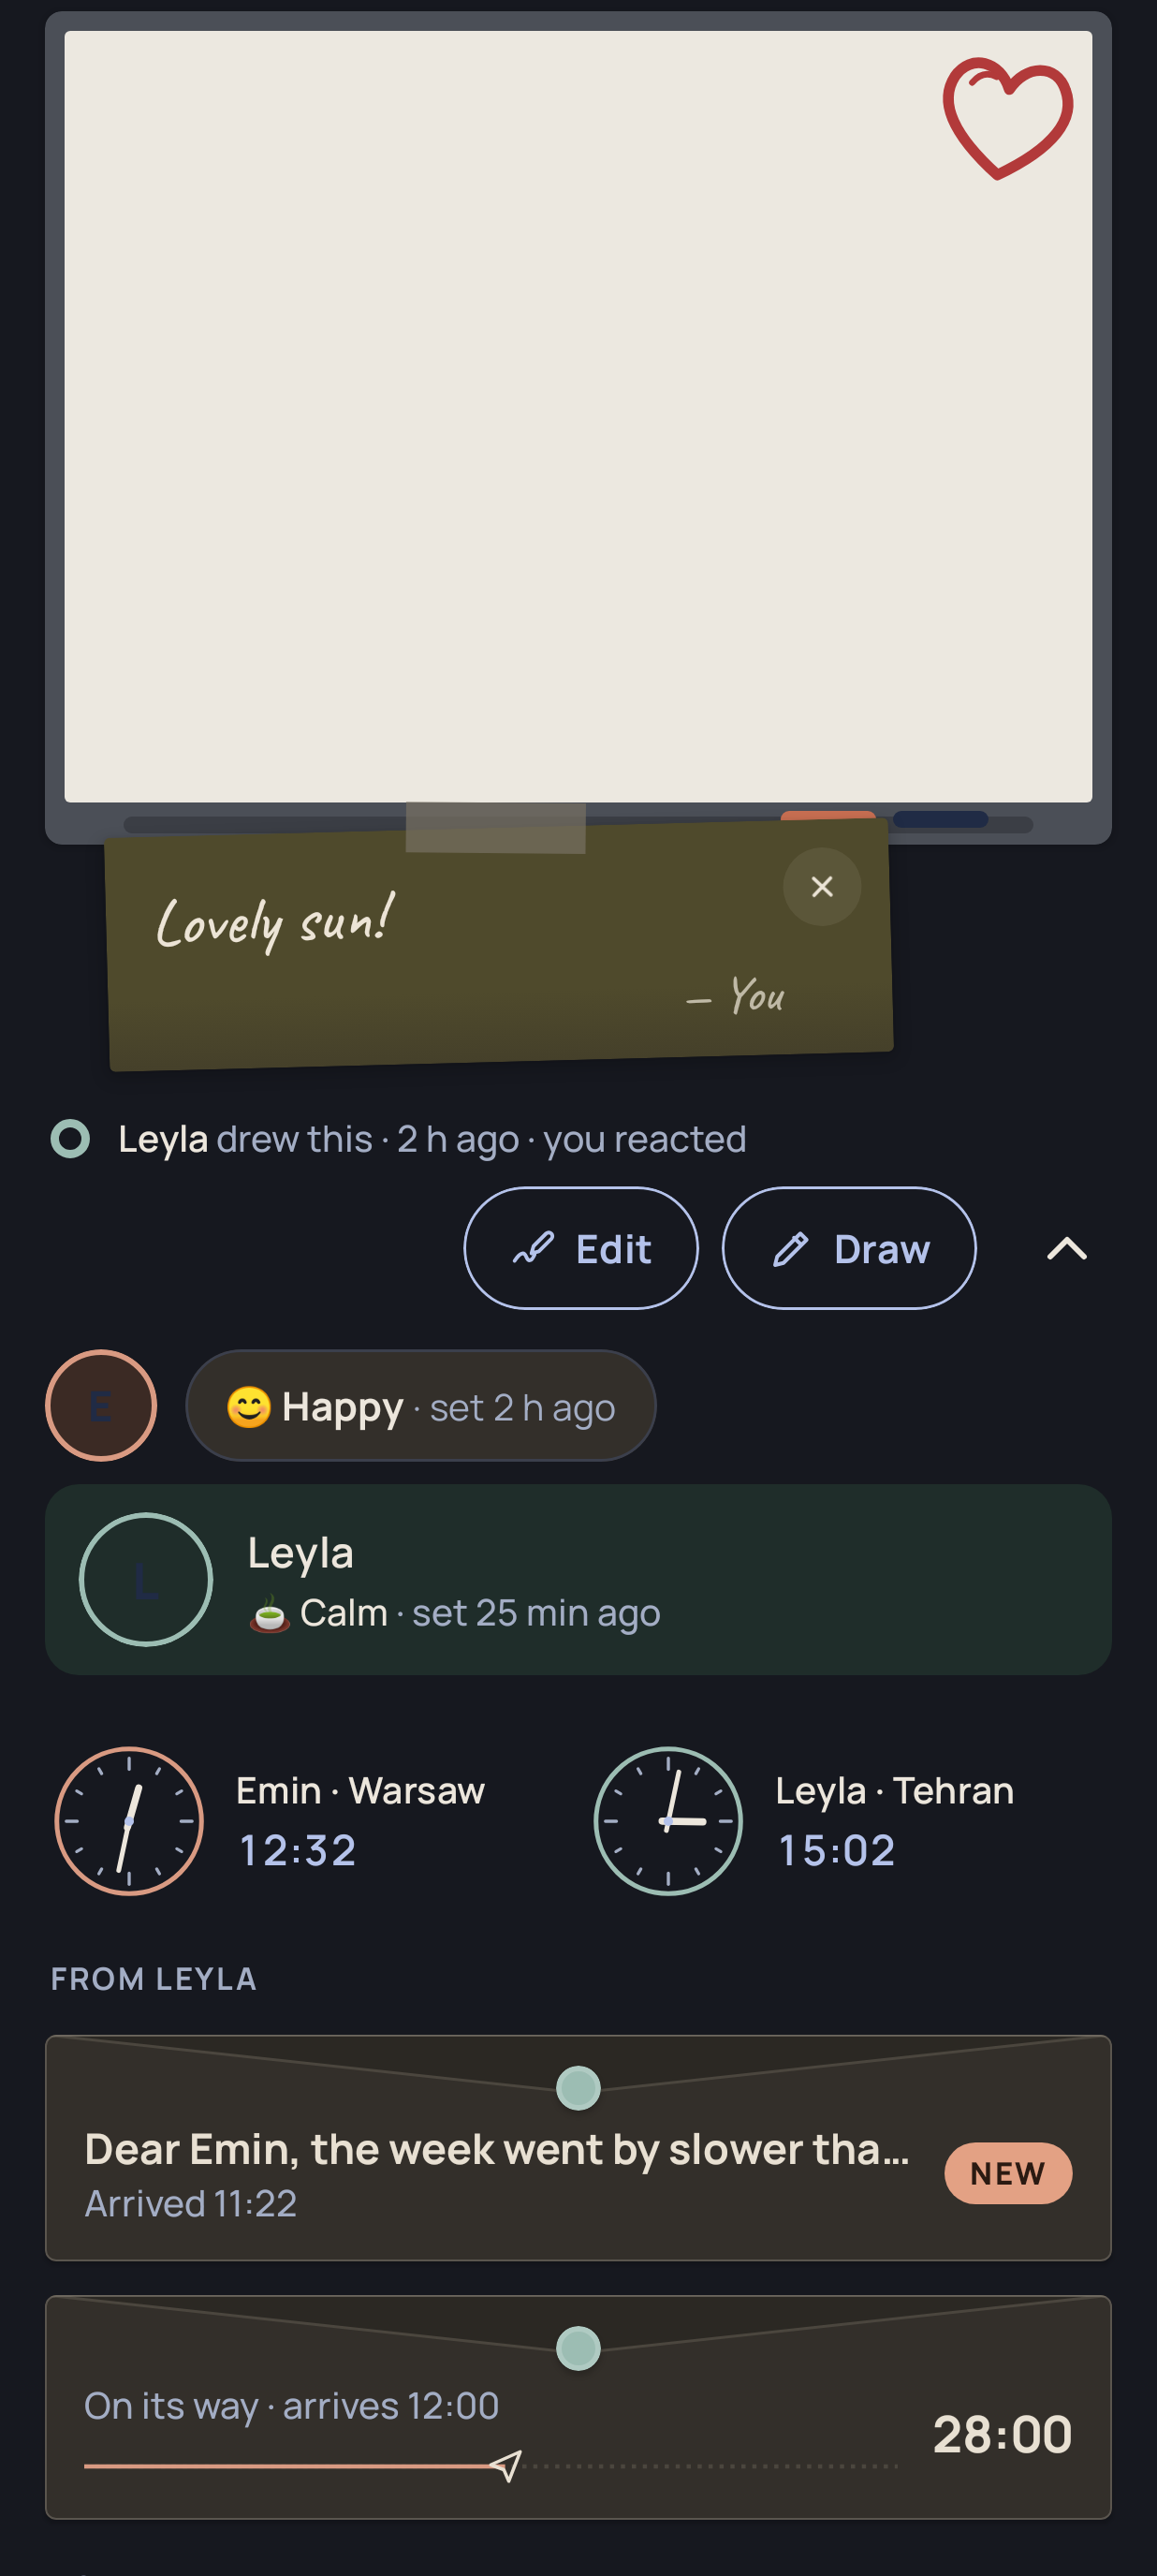 Lovely sun!
— You
Leyla drew this · 2 h ago · you reacted
Edit
Draw
E
😊 Happy · set 2 h ago
L
Leyla
🍵 Calm · set 25 min ago
Emin · Warsaw
12:32
Leyla · Tehran
15:02
FROM LEYLA
Dear Emin, the week went by slower tha…
NEW
Arrived 11:22
On its way · arrives 12:00
28:00